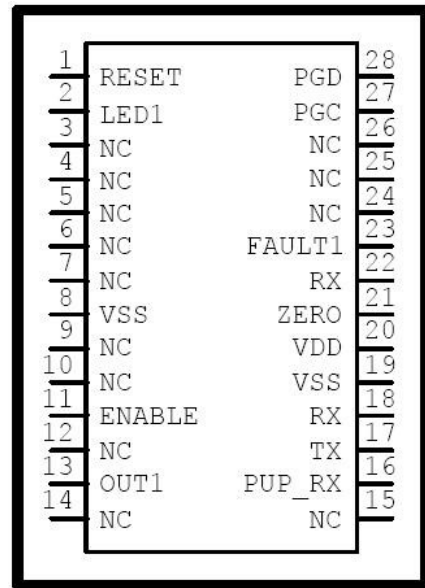 1 RESET PGD 28
2 LED1 PGC 27
3 NC NC 26
4 NC NC 25
5 NC NC 24
6 NC FAULT1 23
7 NC RX 22
8 VSS ZERO 21
9 NC VDD 20
10 NC VSS 19
11 ENABLE RX 18
12 NC TX 17
13 OUT1 PUP_RX 16
14 NC NC 15